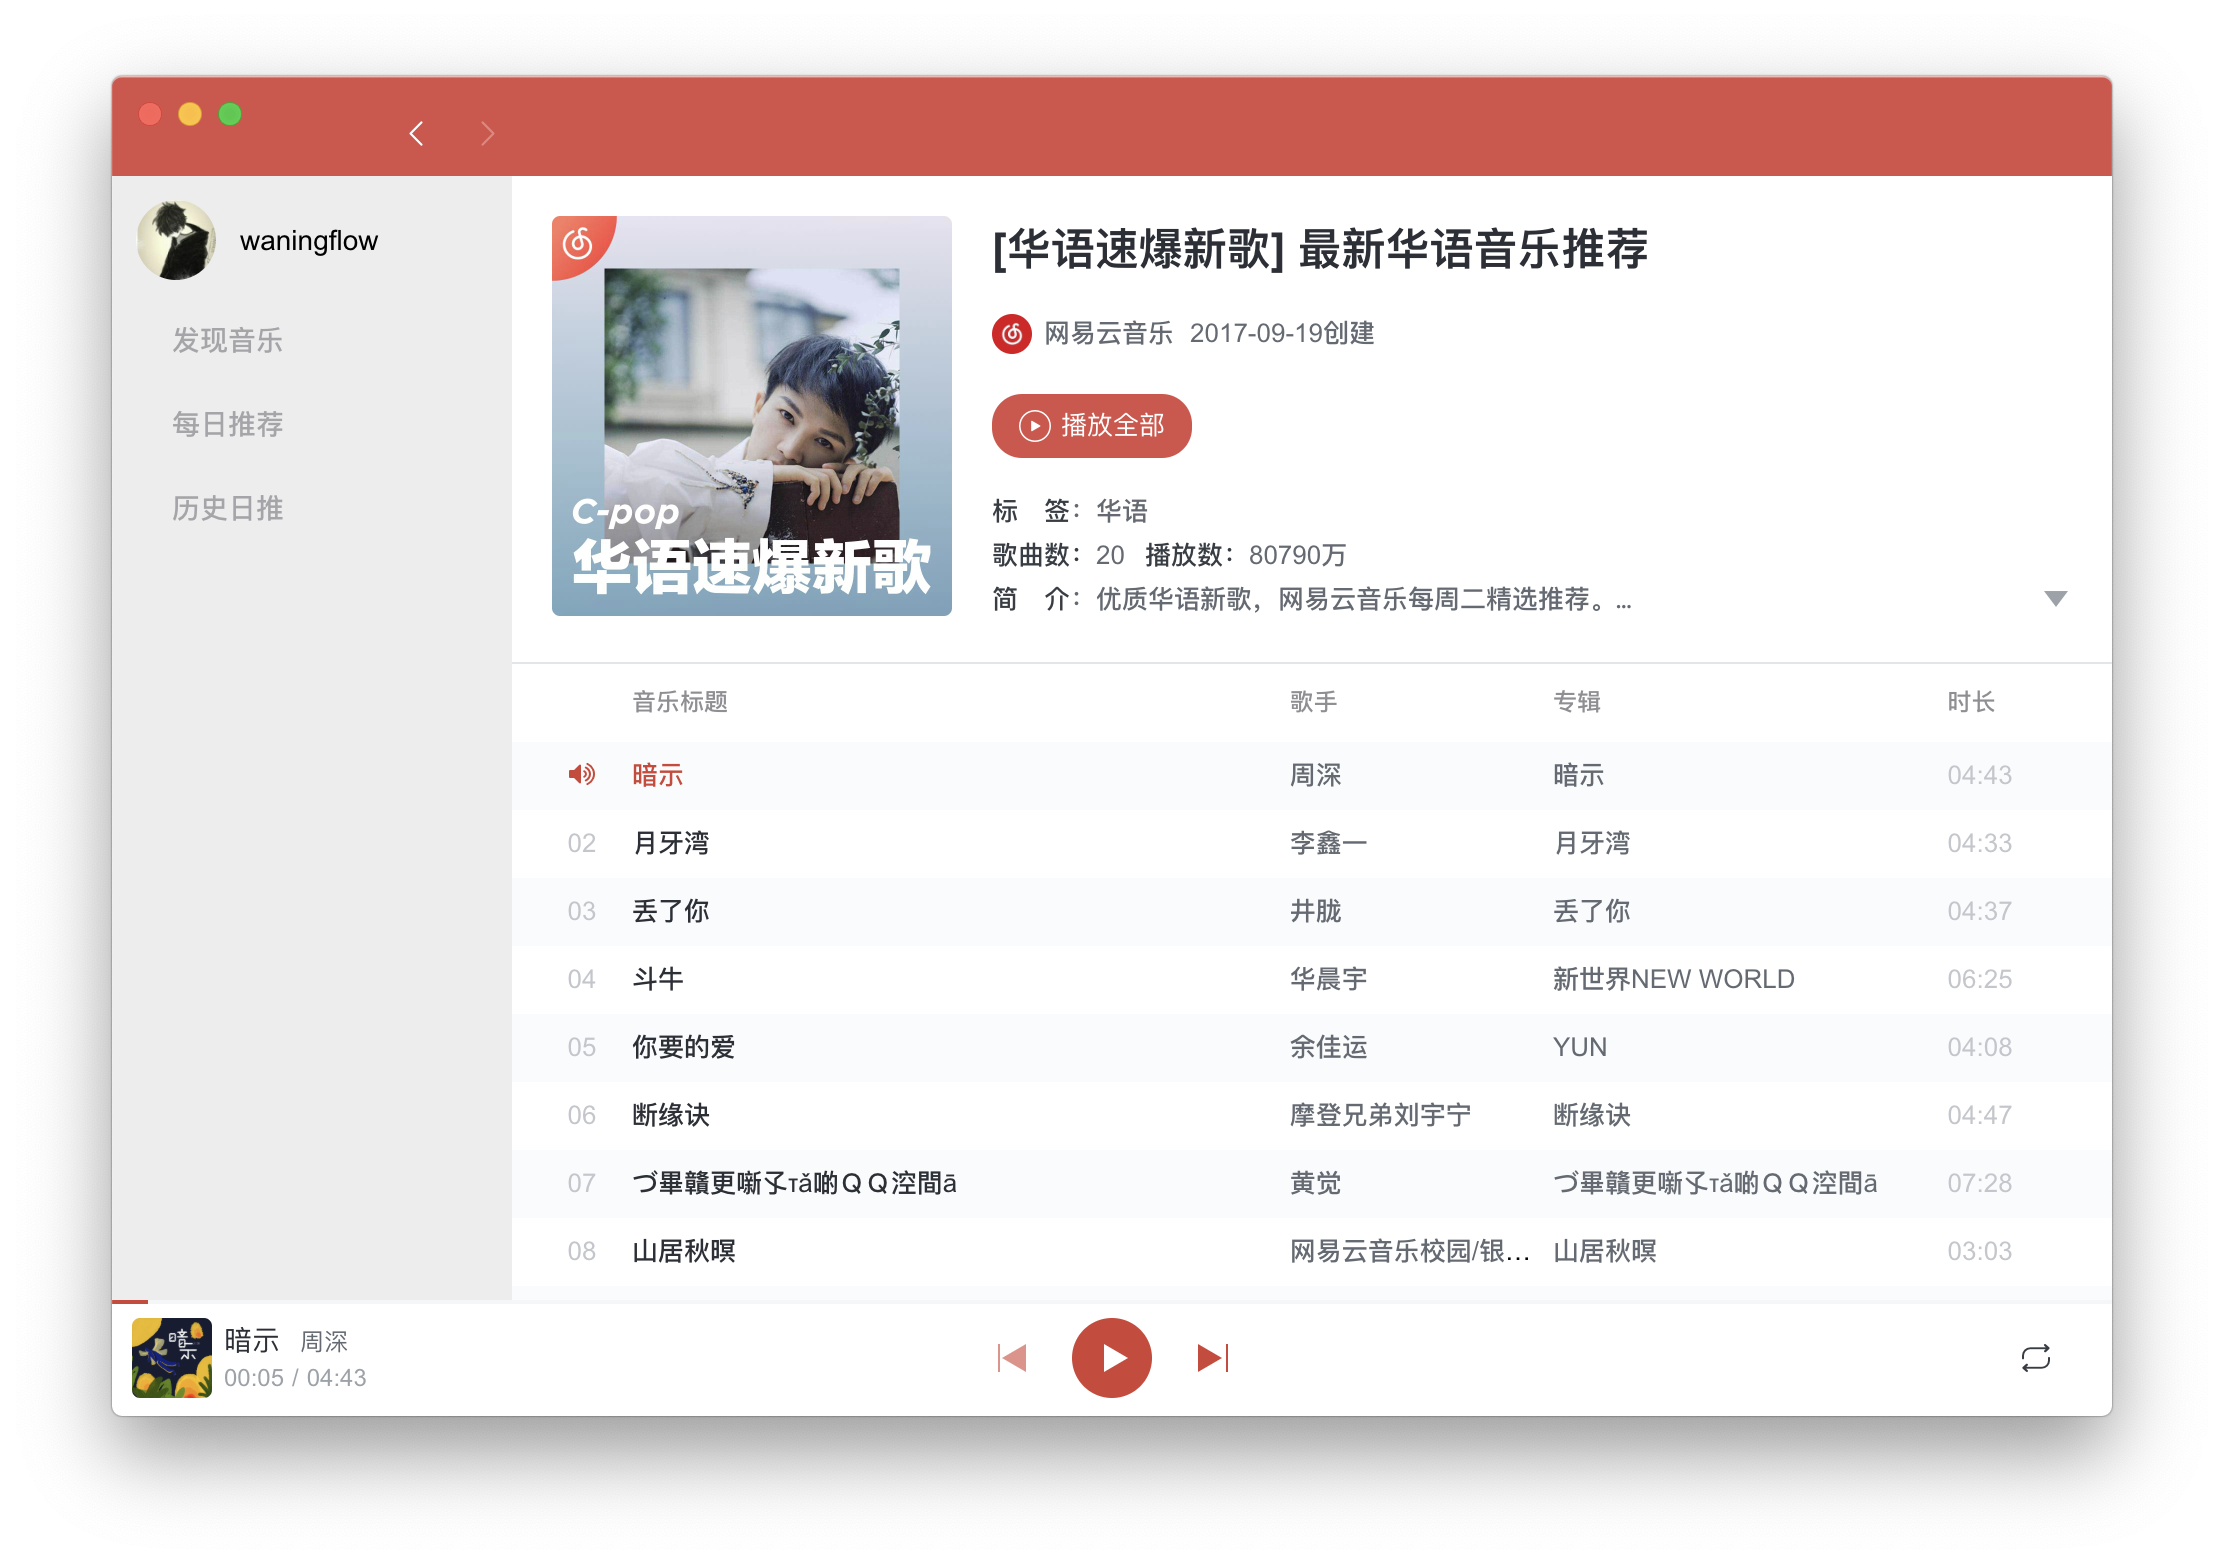 waningflow
发现音乐
每日推荐
历史日推
C-pop
华语速爆新歌
[华语速爆新歌] 最新华语音乐推荐
网易云音乐 2017-09-19创建
播放全部
标 签：华语
歌曲数：20 播放数：80790万
简 介：优质华语新歌，网易云音乐每周二精选推荐。...
音乐标题 歌手 专辑 时长
暗示 周深 暗示 04:43
02 月牙湾 李鑫一 月牙湾 04:33
03 丢了你 井胧 丢了你 04:37
04 斗牛 华晨宇 新世界NEW WORLD 06:25
05 你要的爱 余佳运 YUN 04:08
06 断缘诀 摩登兄弟刘宇宁 断缘诀 04:47
07 づ畢竷更噺孓тǎ啲ＱＱ涳間ā 黄觉 づ畢竷更噺孓тǎ啲ＱＱ涳間ā 07:28
08 山居秋暝 网易云音乐校园/银... 山居秋暝 03:03
暗示
暗示 周深
00:05 / 04:43